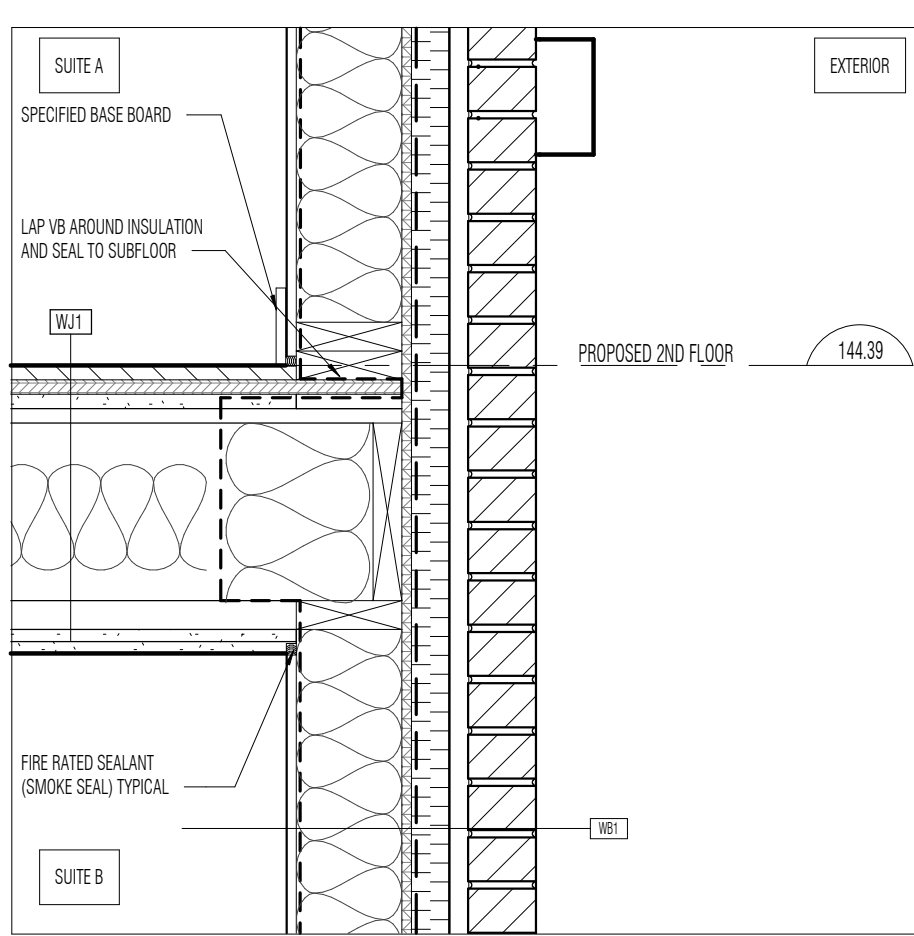 SUITE A
EXTERIOR
SPECIFIED BASE BOARD
LAP VB AROUND INSULATION
AND SEAL TO SUBFLOOR
WJ1
PROPOSED 2ND FLOOR
144.39
FIRE RATED SEALANT
(SMOKE SEAL) TYPICAL
WB1
SUITE B